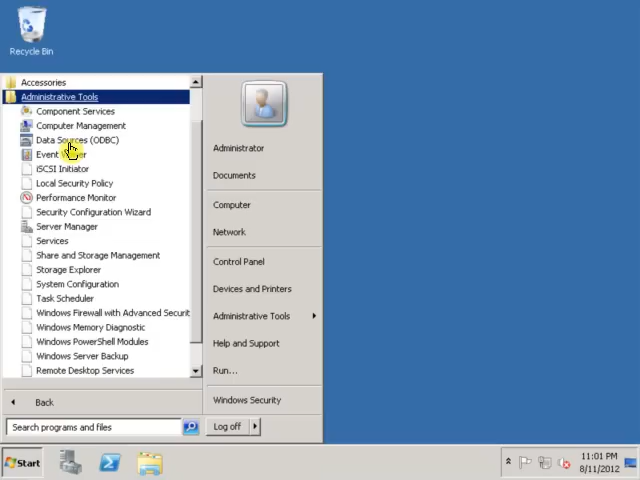 Recycle Bin
Accessories
Administrative Tools
Component Services
Computer Management
Data Sources (ODBC)
Event
iSCSI Initiator
Local Security Policy
Performance Monitor
Security Configuration Wizard
Server Manager
Services
Share and Storage Management
Storage Explorer
System Configuration
Task Scheduler
Windows Firewall with Advanced Securit
Windows Memory Diagnostic
Windows PowerShell Modules
Windows Server Backup
Remote Desktop Services
Back
Search programs and files
Administrator
Documents
Computer
Network
Control Panel
Devices and Printers
Administrative Tools
Help and Support
Run...
Windows Security
Log off
Start
11:01 PM
8/11/2012